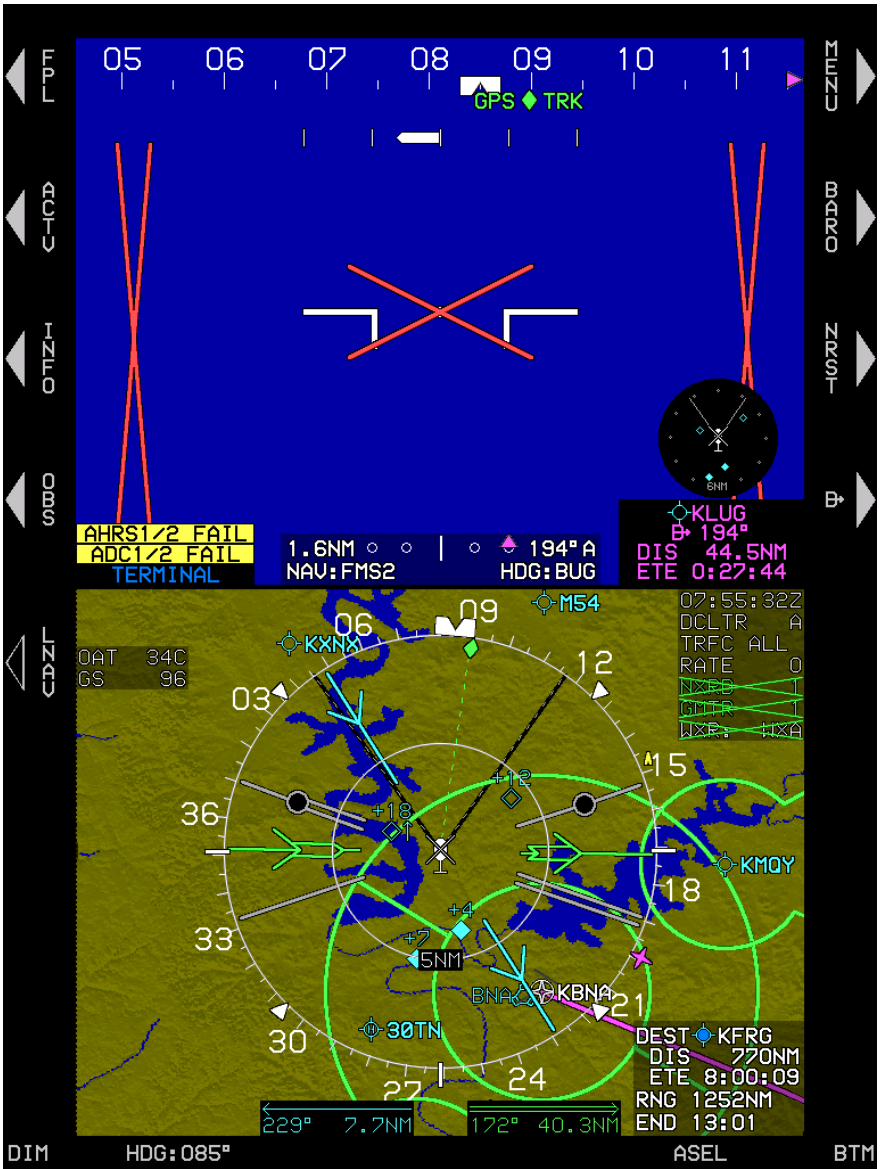 FPL
MENU
05 06 07 08 09 10 11
GPS TRK
ACTV
BARO
INFO
NRST
6NM
OBS
KLUG
194°
DIS 44.5NM
ETE 0:27:44
AHRS1/2 FAIL
ADC1/2 FAIL
TERMINAL
1.6NM
194°A
NAV:FMS2
HDG:BUG
LNAV
OAT 34C
GS 96
07:55:32Z
DCLTR A
TRFC ALL
RATE 0
NXRD 1
GMTR 1
WXR: WXA
M54
KXNX
09
06
12
03
15
+12
36
+18
KMQY
18
+4
33
+7
5NM
BNA
KBNA
21
30TN
H
30
27
24
DEST KFRG
DIS 770NM
ETE 8:00:09
RNG 1252NM
END 13:01
229° 7.7NM
172° 40.3NM
DIM
HDG:085°
ASEL
BTM